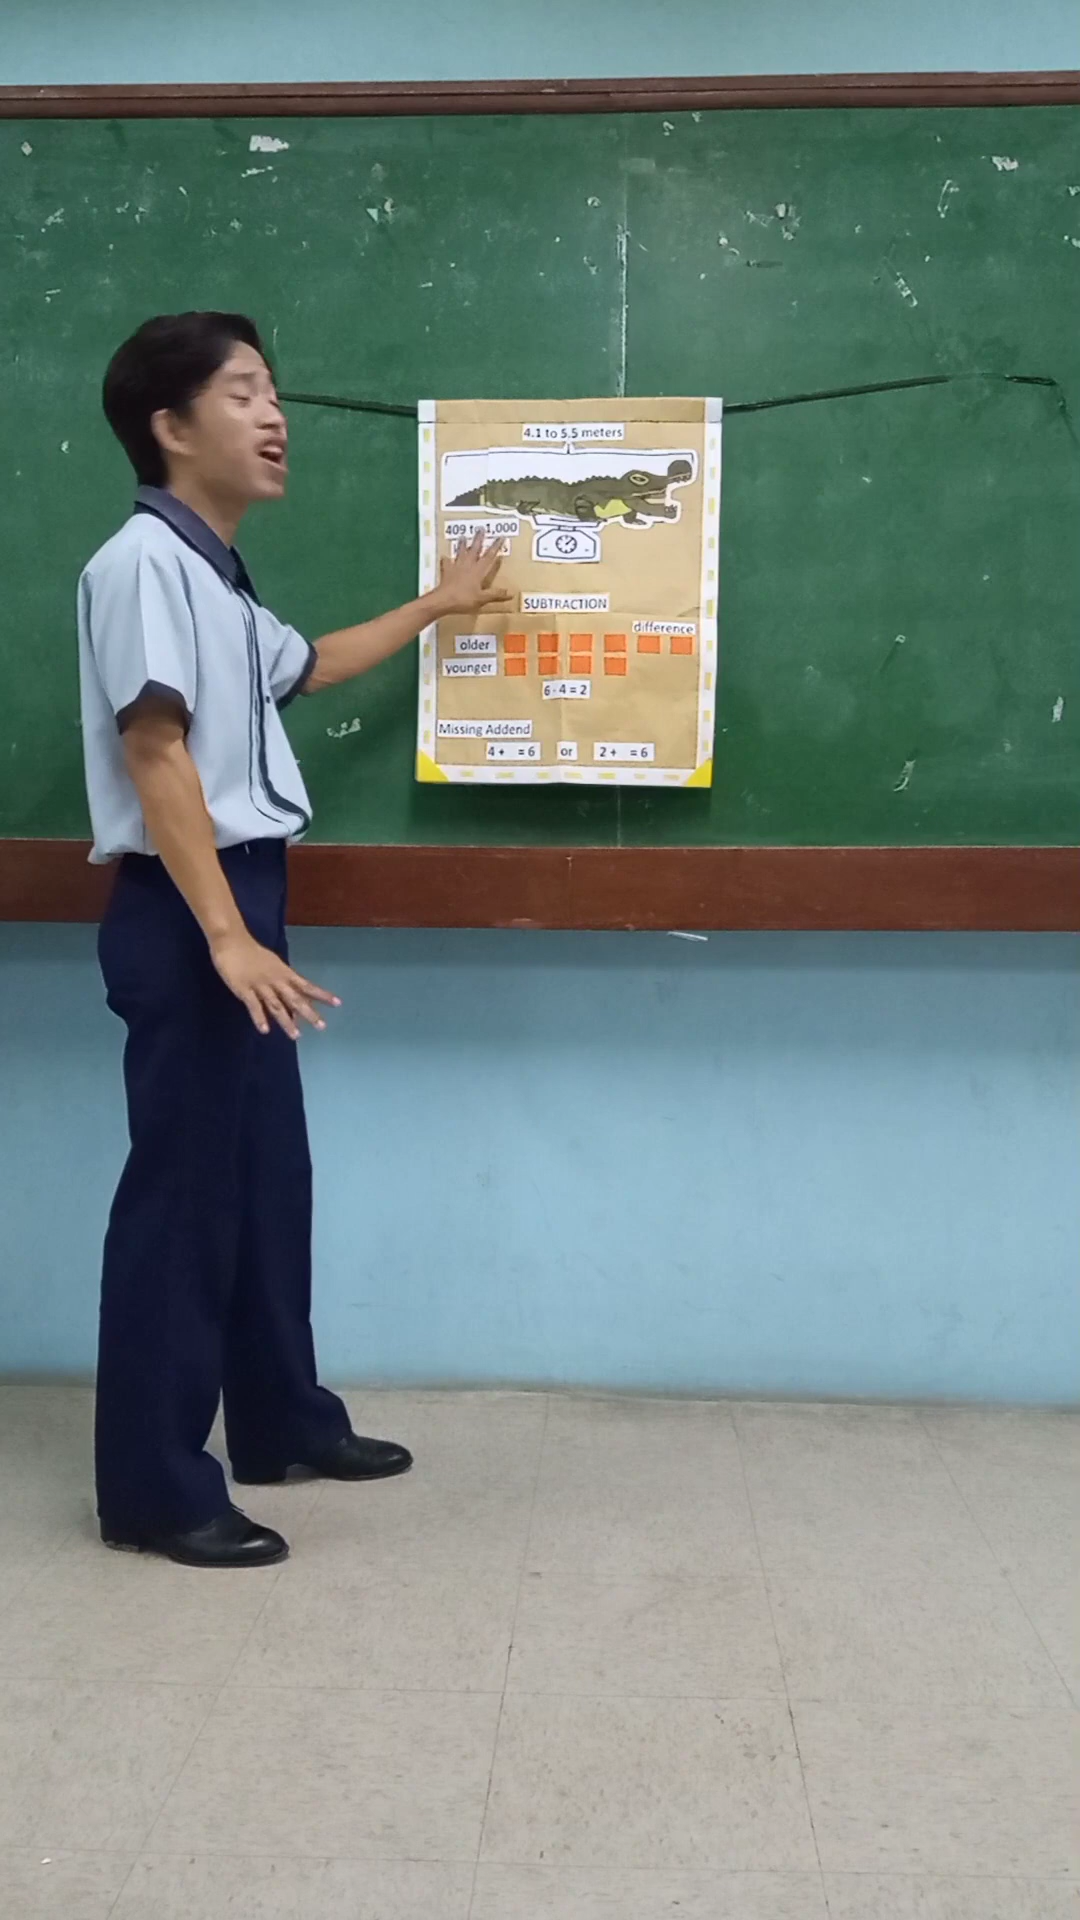 4.1 to 5.5 meters
409 to 1,000
SUBTRACTION
difference
older
younger
6 - 4 = 2
Missing Addend
4 +   = 6   or   2 +   = 6